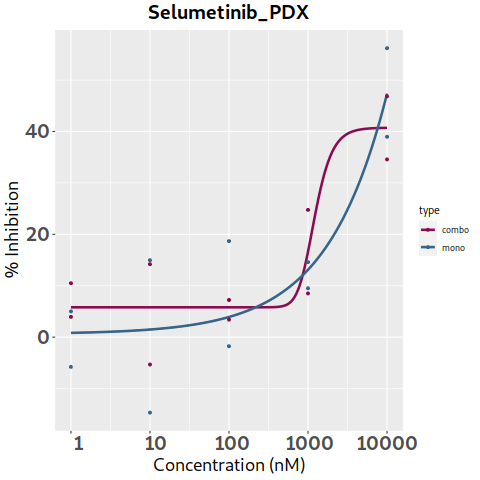 Selumetinib_PDX
% Inhibition
40
20
0
1 10 100 1000 10000
Concentration (nM)
type
combo
mono